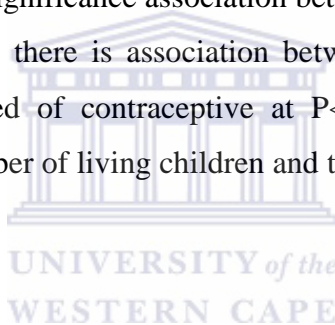 significance association bet
there is association betw
ed of contraceptive at P<
ber of living children and t
UNIVERSITY of the
WESTERN CAPE